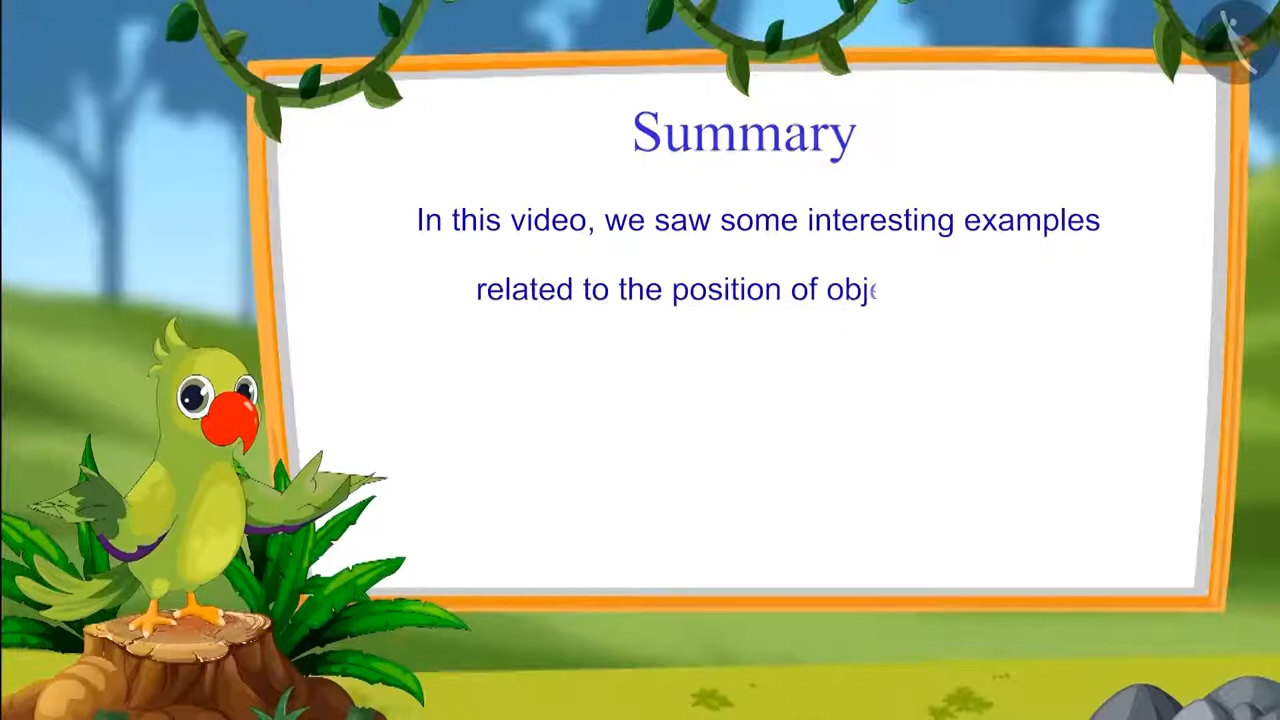 Summary
In this video, we saw some interesting examples
related to the position of